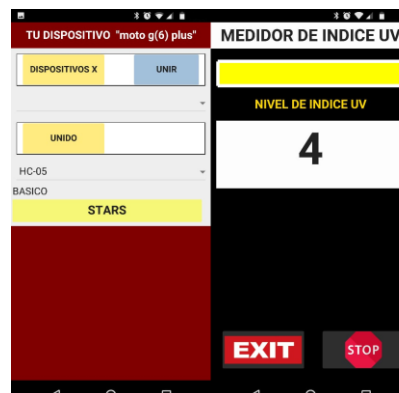 TU DISPOSITIVO "moto g(6) plus"
DISPOSITIVOS X
UNIR
UNIDO
HC-05
BASICO
STARS
MEDIDOR DE INDICE UV
NIVEL DE INDICE UV
4
EXIT
STOP